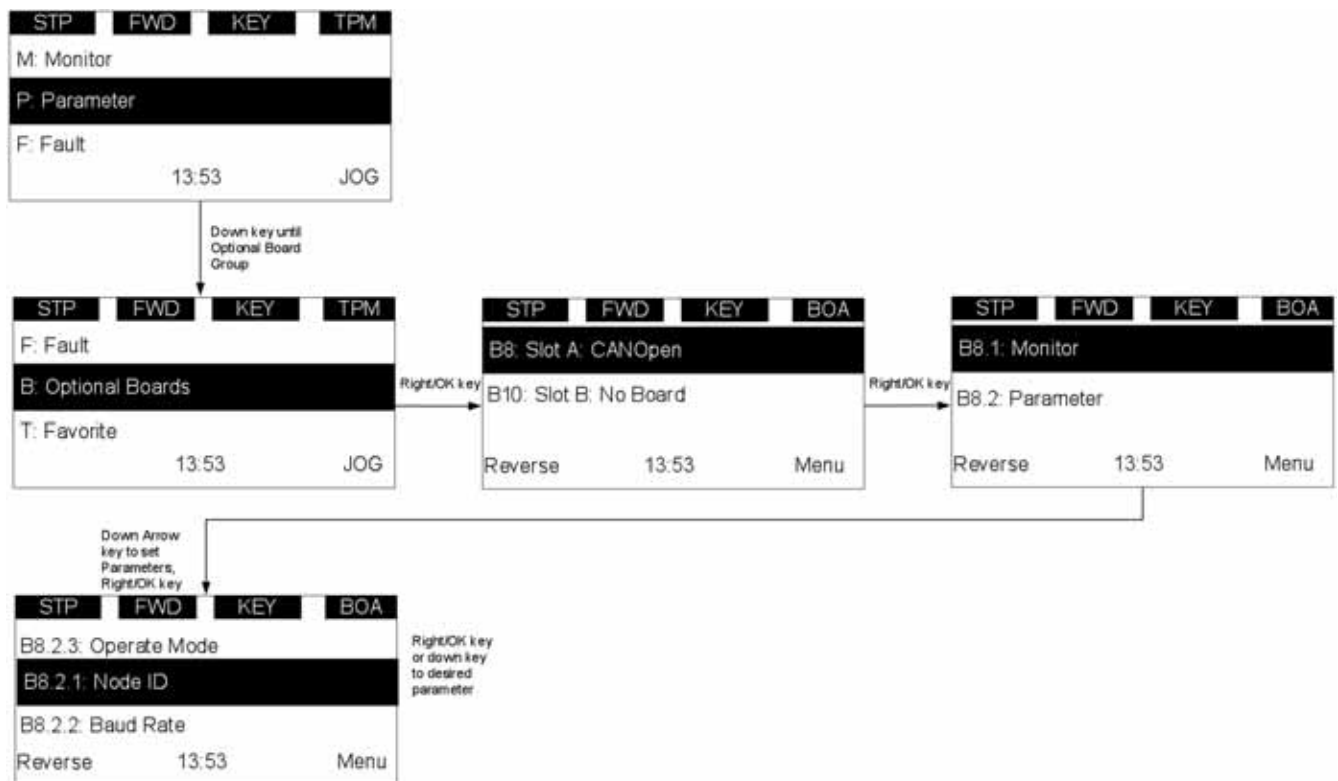 STP FWD KEY TPM
M: Monitor
P: Parameter
F: Fault
13:53 JOG
Down key until
Optional Board
Group
STP FWD KEY TPM
F: Fault
B: Optional Boards
T: Favorite
13:53 JOG
Right/OK key
STP FWD KEY BOA
B8: Slot A: CANOpen
B10: Slot B: No Board
Reverse 13:53 Menu
Right/OK key
STP FWD KEY BOA
B8.1: Monitor
B8.2: Parameter
Reverse 13:53 Menu
Down Arrow
key to set
Parameters,
Right/OK key
STP FWD KEY BOA
B8.2.3: Operate Mode
B8.2.1: Node ID
B8.2.2: Baud Rate
Reverse 13:53 Menu
Right/OK key
or down key
to desired
parameter